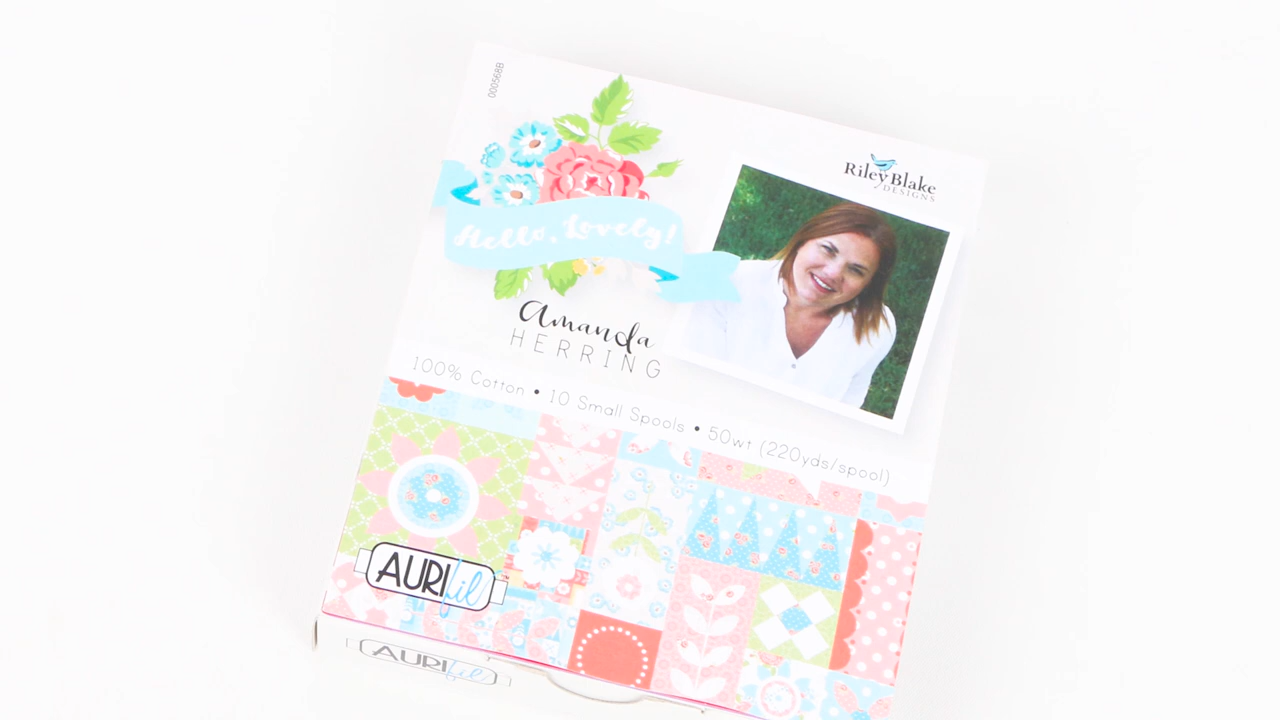 000568B
Riley Blake
DESIGNS
Hello, Lovely!
Amanda
HERRING
100% Cotton • 10 Small Spools • 50wt (220yds/spool)
AURIfil
AURIfil